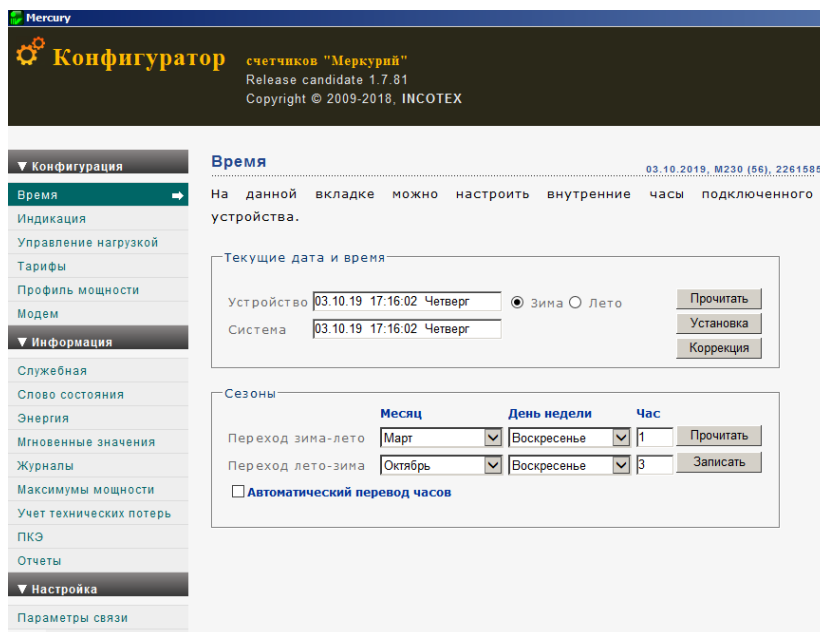 Mercury
Конфигуратор
счетчиков "Меркурий"
Release candidate 1.7.81
Copyright © 2009-2018, INCOTEX
▼ Конфигурация
Время
Индикация
Управление нагрузкой
Тарифы
Профиль мощности
Модем
▼ Информация
Служебная
Слово состояния
Энергия
Мгновенные значения
Журналы
Максимумы мощности
Учет технических потерь
ПКЭ
Отчеты
▼ Настройка
Параметры связи
Время
03.10.2019, М230 (56), 2261585
На данной вкладке можно настроить внутренние часы подключенного
устройства.
Текущие дата и время
Устройство 03.10.19 17:16:02 Четверг Зима Лето Прочитать
Установка
Система 03.10.19 17:16:02 Четверг
Коррекция
Сезоны
Месяц День недели Час
Переход зима-лето Март Воскресенье 1 Прочитать
Переход лето-зима Октябрь Воскресенье 3 Записать
Автоматический перевод часов